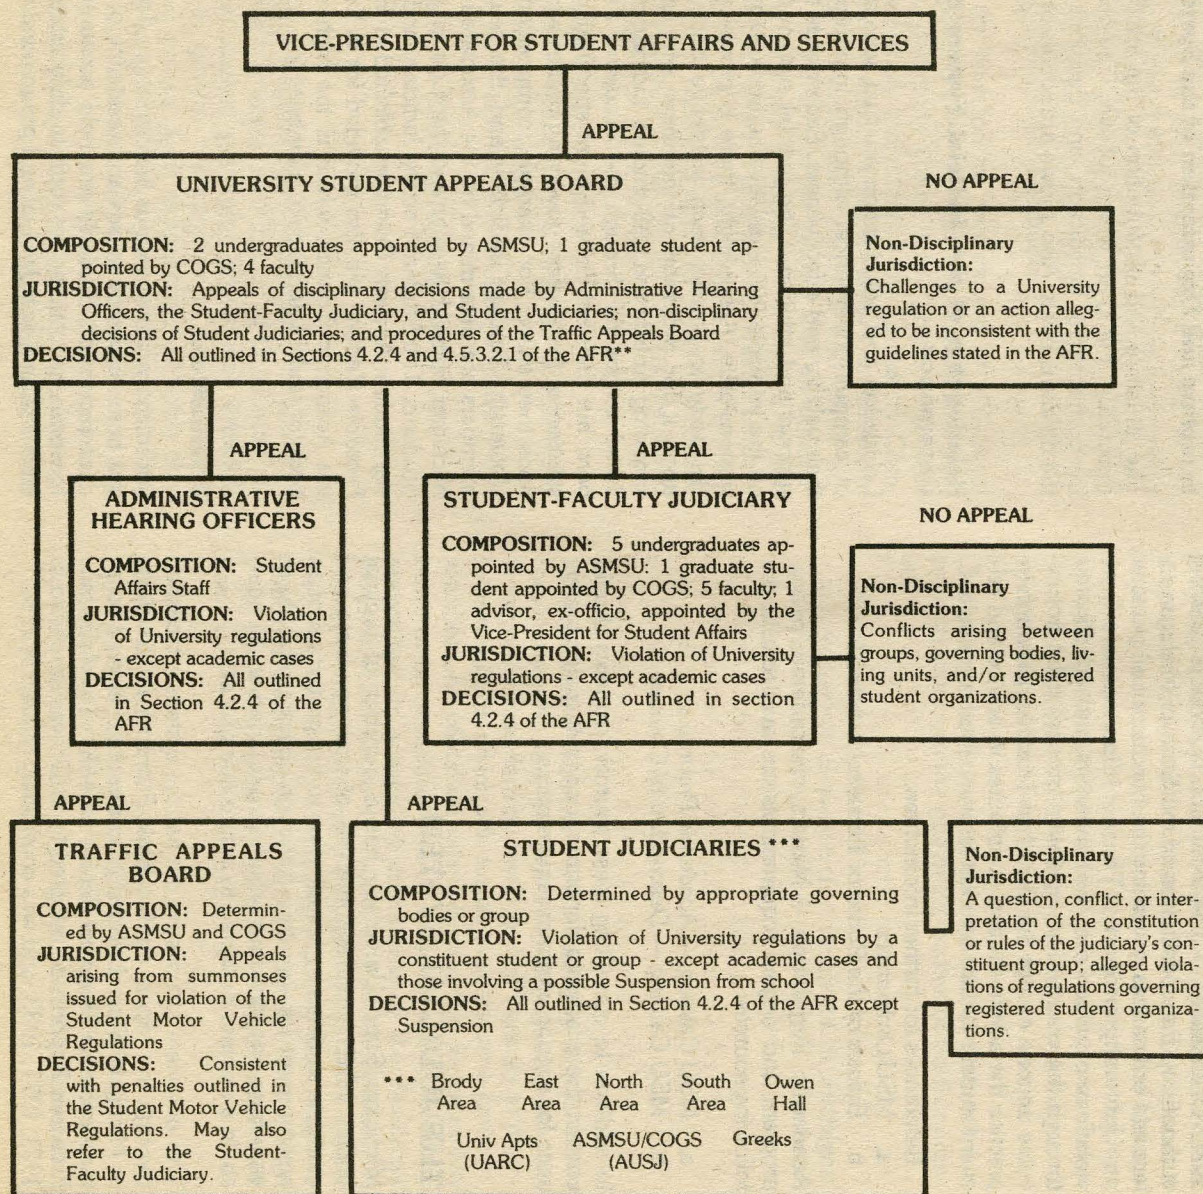 VICE-PRESIDENT FOR STUDENT AFFAIRS AND SERVICES
APPEAL
UNIVERSITY STUDENT APPEALS BOARD
COMPOSITION: 2 undergraduates appointed by ASMSU; 1 graduate student ap-
pointed by COGS; 4 faculty
JURISDICTION: Appeals of disciplinary decisions made by Administrative Hearing
Officers, the Student-Faculty Judiciary, and Student Judiciaries; non-disciplinary
decisions of Student Judiciaries; and procedures of the Traffic Appeals Board
DECISIONS: All outlined in Sections 4.2.4 and 4.5.3.2.1 of the AFR**
NO APPEAL
Non-Disciplinary
Jurisdiction:
Challenges to a University
regulation or an action alleg-
ed to be inconsistent with the
guidelines stated in the AFR.
APPEAL
ADMINISTRATIVE
HEARING OFFICERS
COMPOSITION: Student
Affairs Staff
JURISDICTION: Violation
of University regulations
- except academic cases
DECISIONS: All outlined
in Section 4.2.4 of the
AFR
APPEAL
STUDENT-FACULTY JUDICIARY
COMPOSITION: 5 undergraduates ap-
pointed by ASMSU: 1 graduate stu-
dent appointed by COGS; 5 faculty; 1
advisor, ex-officio, appointed by the
Vice-President for Student Affairs
JURISDICTION: Violation of University
regulations - except academic cases
DECISIONS: All outlined in section
4.2.4 of the AFR
NO APPEAL
Non-Disciplinary
Jurisdiction:
Conflicts arising between
groups, governing bodies, liv-
ing units, and/or registered
student organizations.
APPEAL
TRAFFIC APPEALS
BOARD
COMPOSITION: Determin-
ed by ASMSU and COGS
JURISDICTION: Appeals
arising from summonses
issued for violation of the
Student Motor Vehicle
Regulations
DECISIONS: Consistent
with penalties outlined in
the Student Motor Vehicle
Regulations. May also
refer to the Student-
Faculty Judiciary.
APPEAL
STUDENT JUDICIARIES ***
COMPOSITION: Determined by appropriate governing
bodies or group
JURISDICTION: Violation of University regulations by a
constituent student or group - except academic cases and
those involving a possible Suspension from school
DECISIONS: All outlined in Section 4.2.4 of the AFR except
Suspension
*** Brody East North South Owen
Area Area Area Area Hall
Univ Apts ASMSU/COGS Greeks
(UARC) (AUSJ)
Non-Disciplinary
Jurisdiction:
A question, conflict. or inter-
pretation of the constitution
or rules of the judiciary's con-
stituent group; alleged viola-
tions of regulations governing
registered student organiza-
tions.